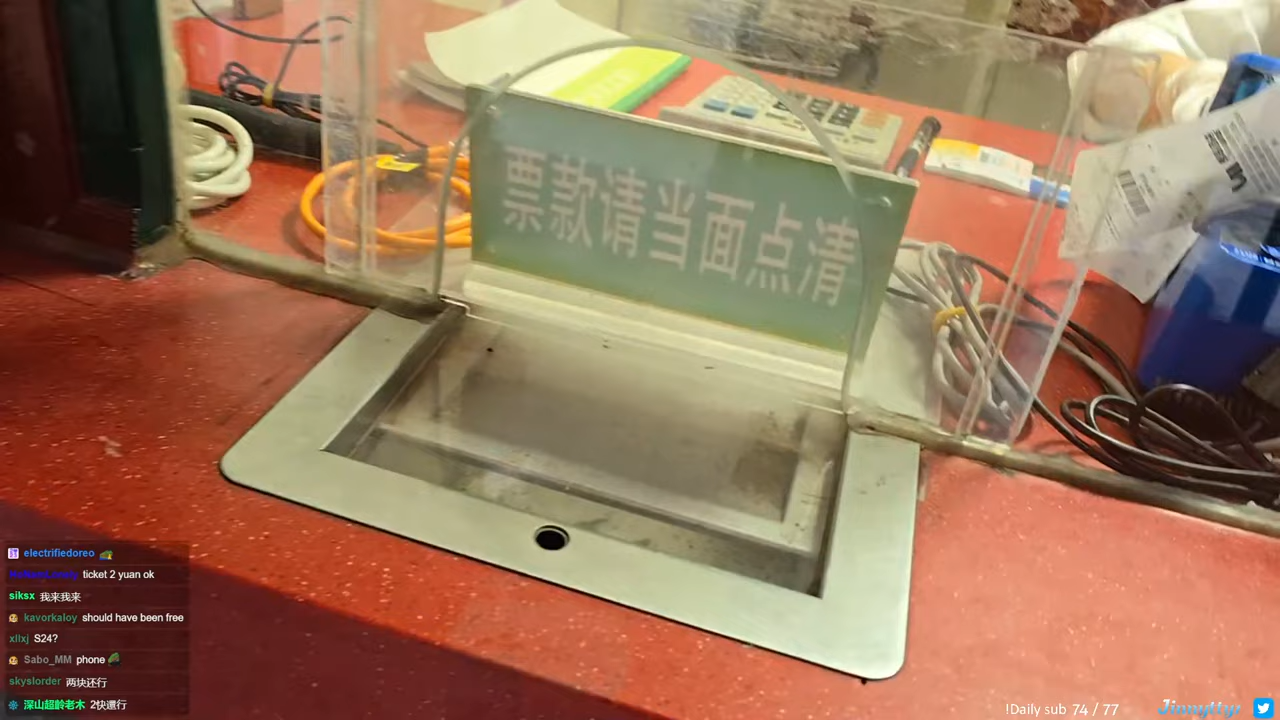 票款请当面点清
electrifiedoreo
ticket 2 yuan ok
siksx 我来我来
kavorkaloy should have been free
xllxj S24?
Sabo_MM phone
skyslorder 两块还行
深山超龄老木 2快還行
!Daily sub 74 / 77
Jinnytty